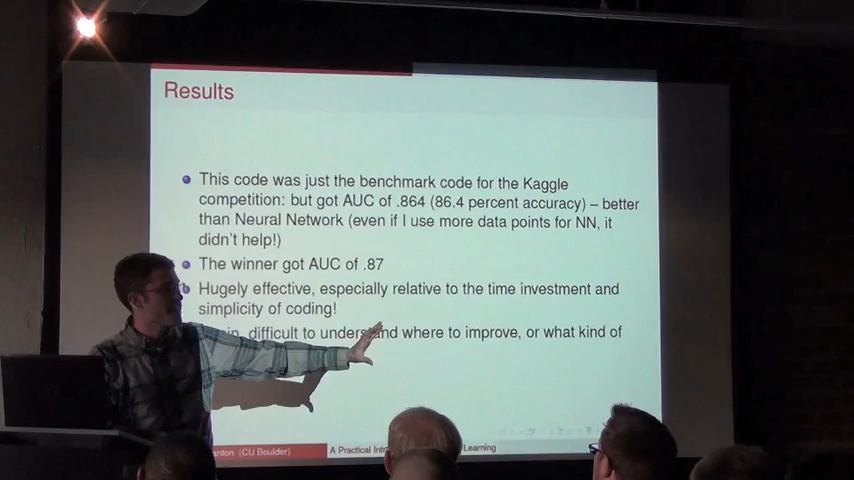 Results
This code was just the benchmark code for the Kaggle
competition: but got AUC of .864 (86.4 percent accuracy) – better
than Neural Network (even if I use more data points for NN, it
didn't help!)
The winner got AUC of .87
Hugely effective, especially relative to the time investment and
simplicity of coding!
difficult to understand where to improve, or what kind of
(CU Boulder)
A Practical Learning